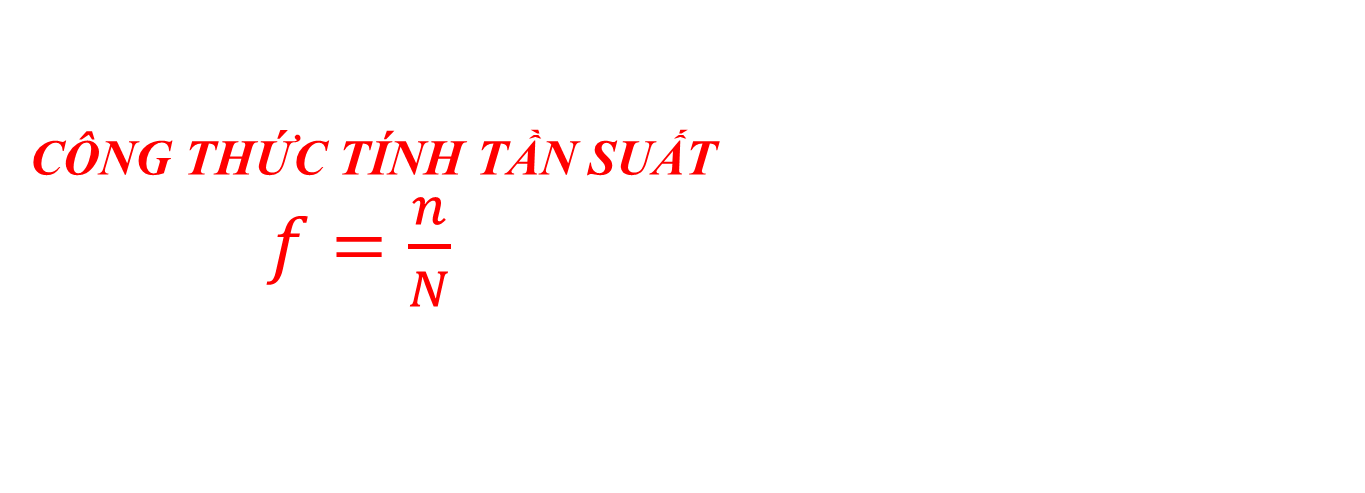 CÔNG THỨC TÍNH TẦN SUẤT
f = n/N